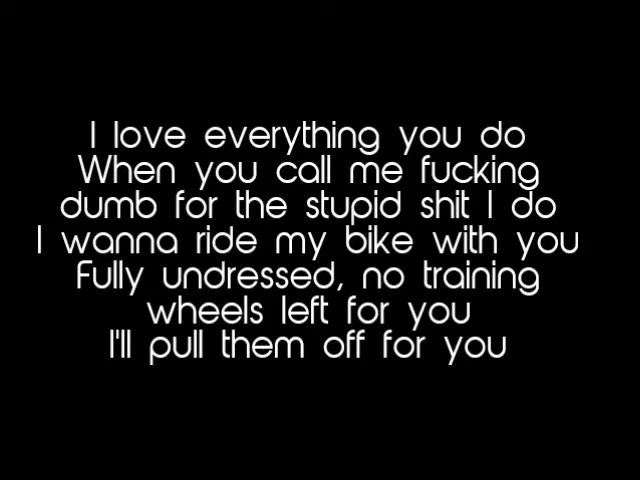 I love everything you do
When you call me fucking
dumb for the stupid shit I do
I wanna ride my bike with you
Fully undressed, no training
wheels left for you
I'll pull them off for you